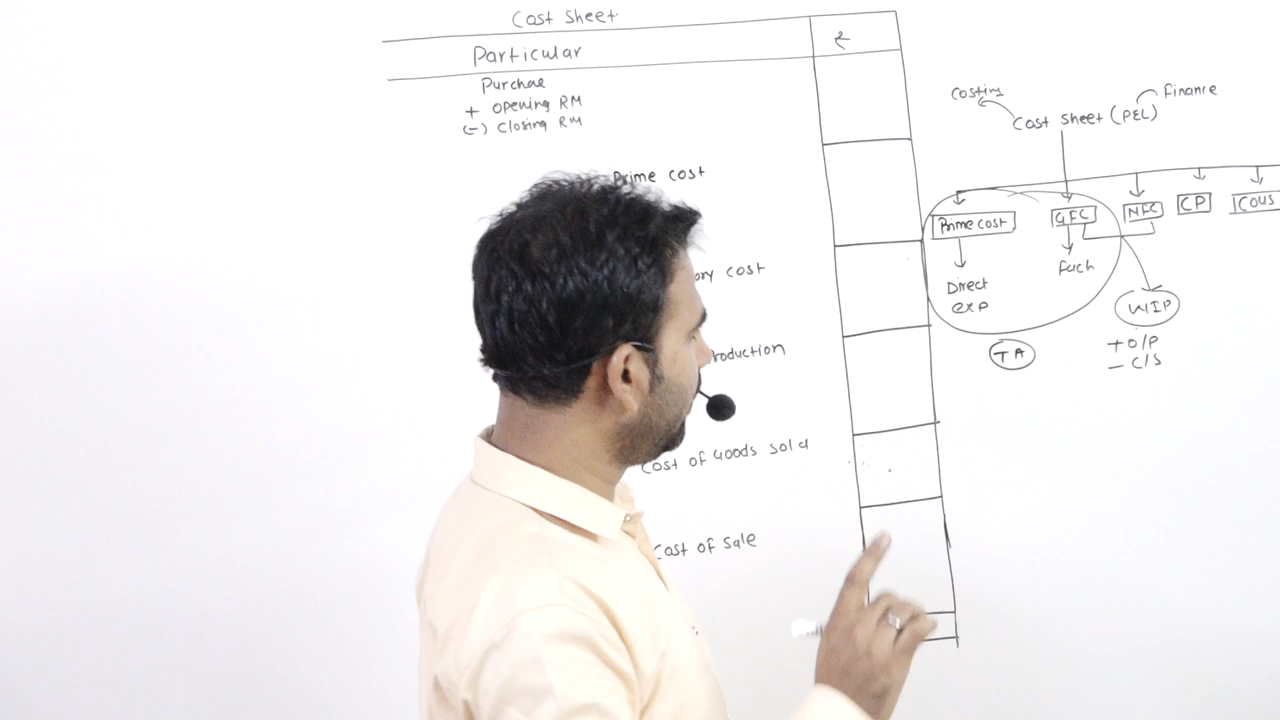 Cost Sheet
Particular ₹
Purchae
+ opening RM
(-) Closing RM
Prime cost
ory cost
roduction
Cost of Goods sold
Cost of sale
Costing
Finance
Cost sheet (P&L)
Prime cost
GFC
NFC
CP
COUS
Direct
exp
Fach
WIP
TA
+ O/P
- C/S